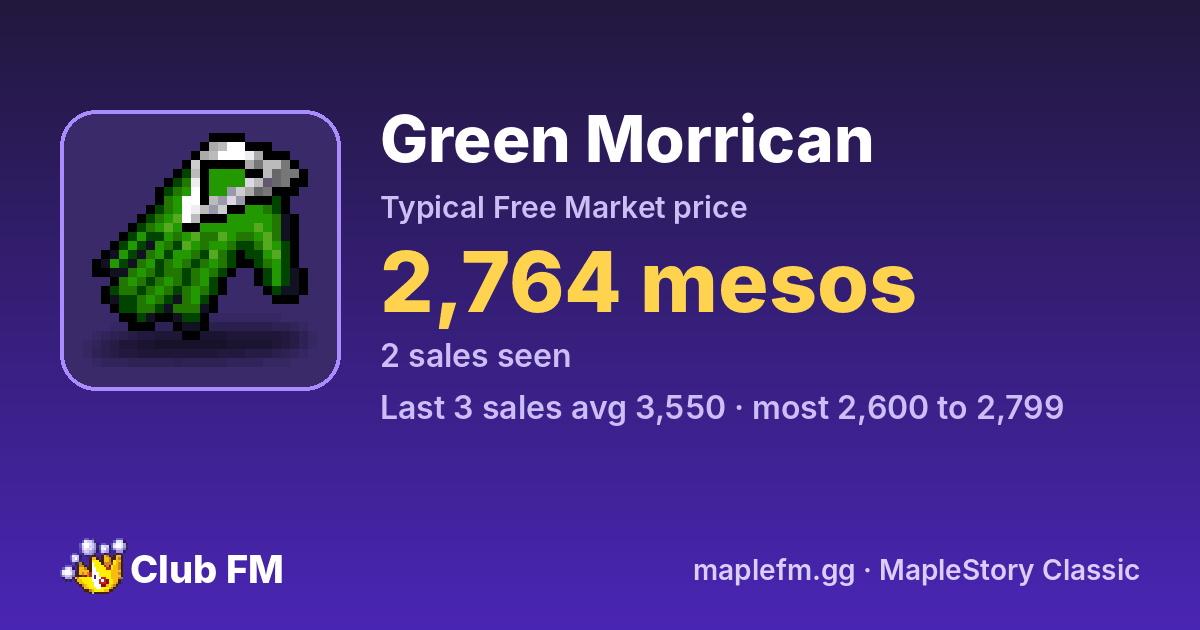 Green Morrican
Typical Free Market price
2,764 mesos
2 sales seen
Last 3 sales avg 3,550 · most 2,600 to 2,799
Club FM
maplefm.gg · MapleStory Classic